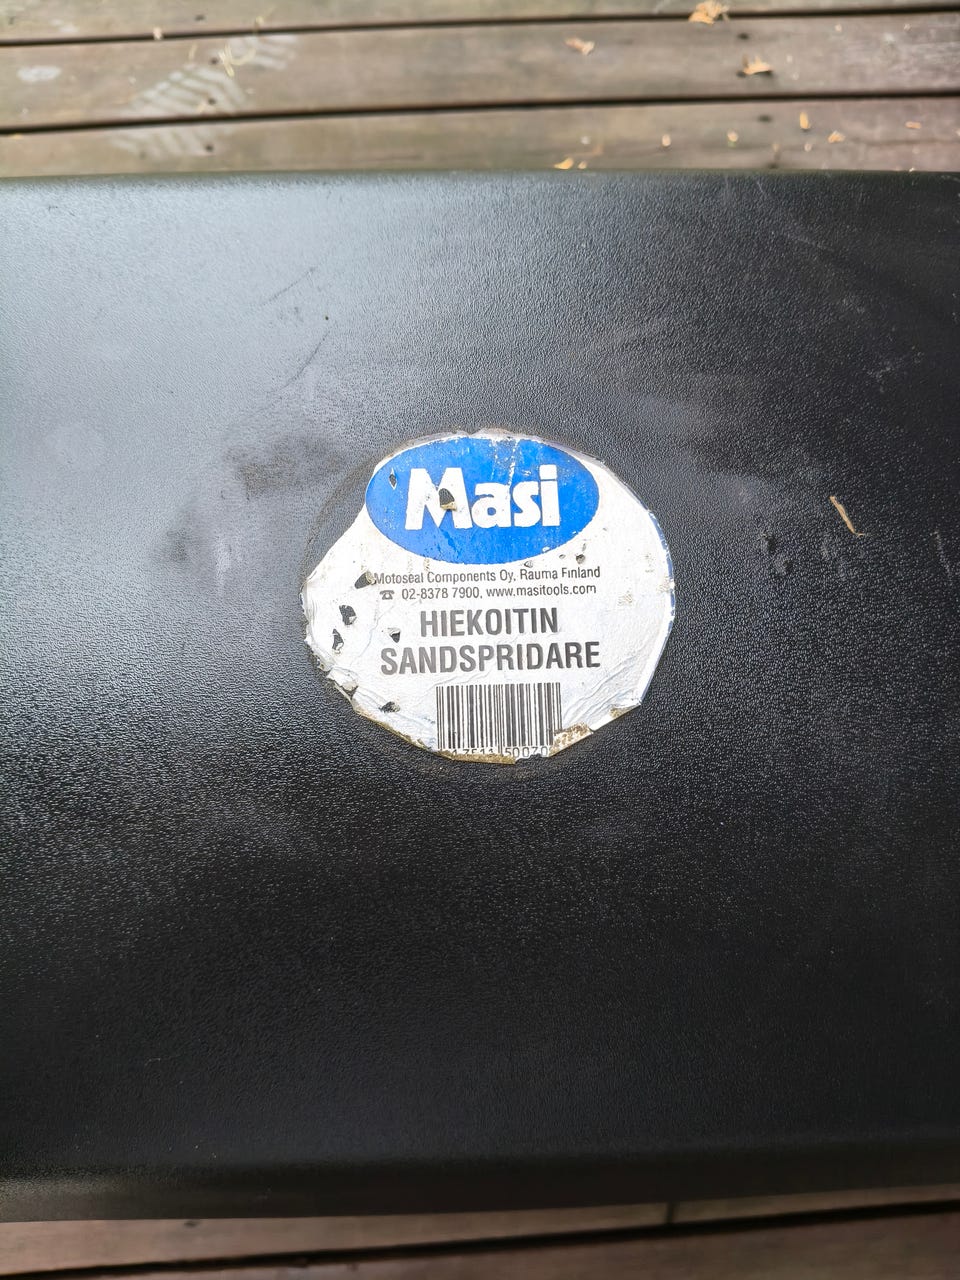 Masi
Motoseal Components Oy, Rauma Finland
☎ 02-8378 7900, www.masitools.com
HIEKOITIN
SANDSPRIDARE